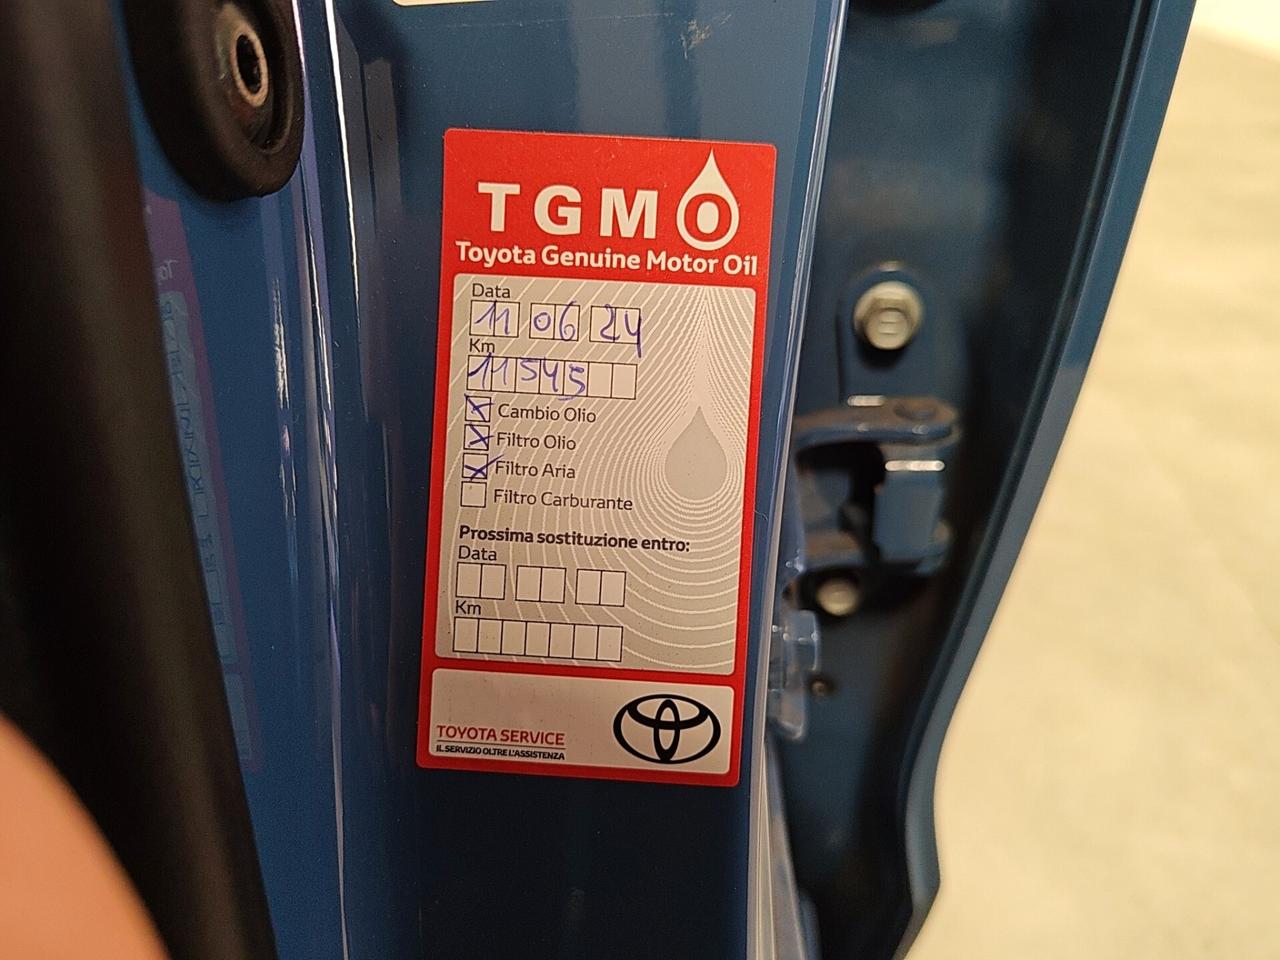 TGMO
Toyota Genuine Motor Oil
Data
11 06 24
Km
11545
Cambio Olio
Filtro Olio
Filtro Aria
Filtro Carburante
Prossima sostituzione entro:
Data
Km
TOYOTA SERVICE
IL SERVIZIO OLTRE L'ASSISTENZA